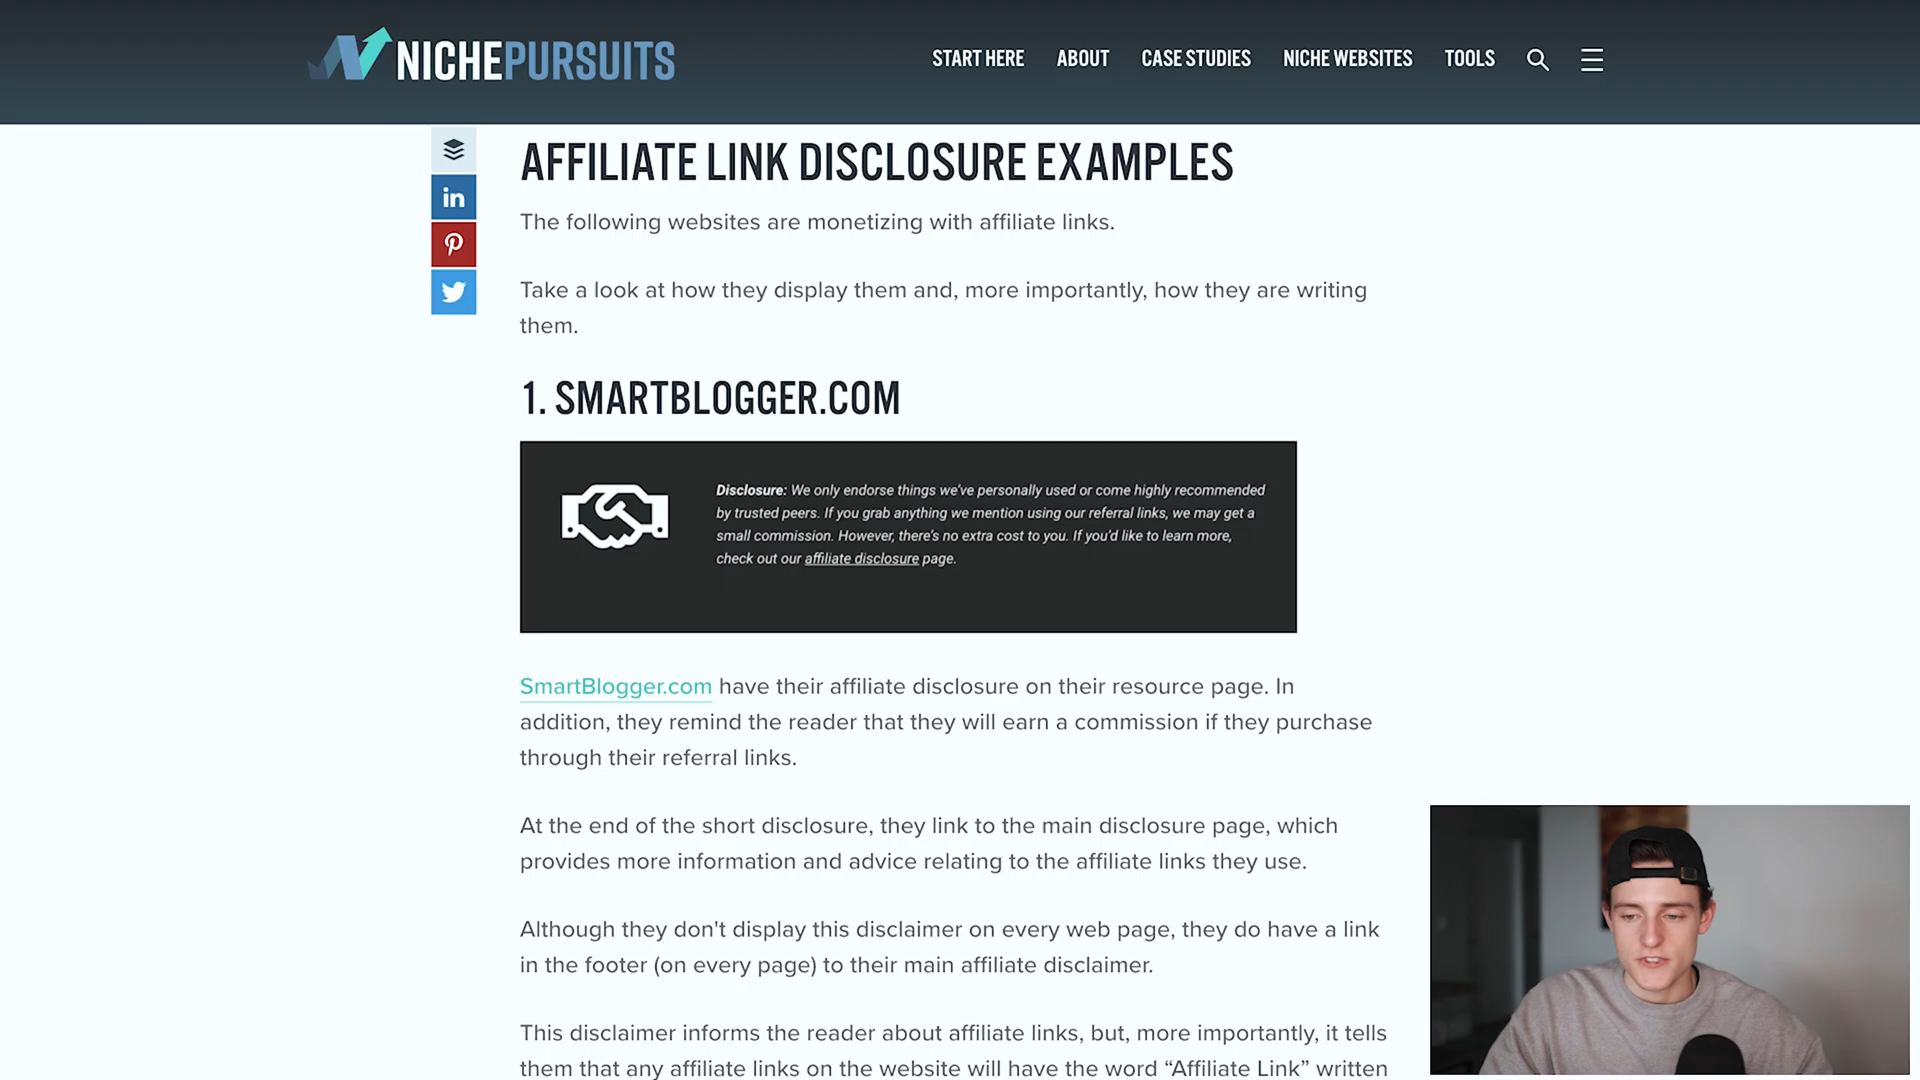 NICHEPURSUITS
START HERE
ABOUT
CASE STUDIES
NICHE WEBSITES
TOOLS
in
AFFILIATE LINK DISCLOSURE EXAMPLES
The following websites are monetizing with affiliate links.
Take a look at how they display them and, more importantly, how they are writing
them.
1. SMARTBLOGGER.COM
Disclosure: We only endorse things we've personally used or come highly recommended
by trusted peers. If you grab anything we mention using our referral links, we may get a
small commission. However, there's no extra cost to you. If you'd like to learn more,
check out our affiliate disclosure page.
SmartBlogger.com have their affiliate disclosure on their resource page. In
addition, they remind the reader that they will earn a commission if they purchase
through their referral links.
At the end of the short disclosure, they link to the main disclosure page, which
provides more information and advice relating to the affiliate links they use.
Although they don't display this disclaimer on every web page, they do have a link
in the footer (on every page) to their main affiliate disclaimer.
This disclaimer informs the reader about affiliate links, but, more importantly, it tells
them that any affiliate links on the website will have the word “Affiliate Link” written